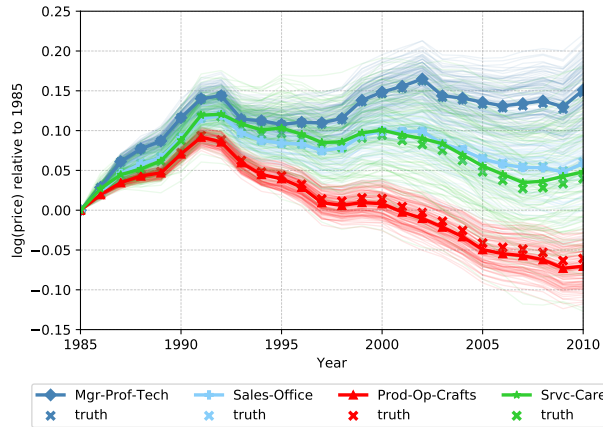 0.25
0.20
0.15
0.10
0.05
0.00
−0.05
−0.10
−0.15
log(price) relative to 1985
1985 1990 1995 2000 2005 2010
Year
Mgr-Prof-Tech Sales-Office Prod-Op-Crafts Srvc-Care
truth truth truth truth